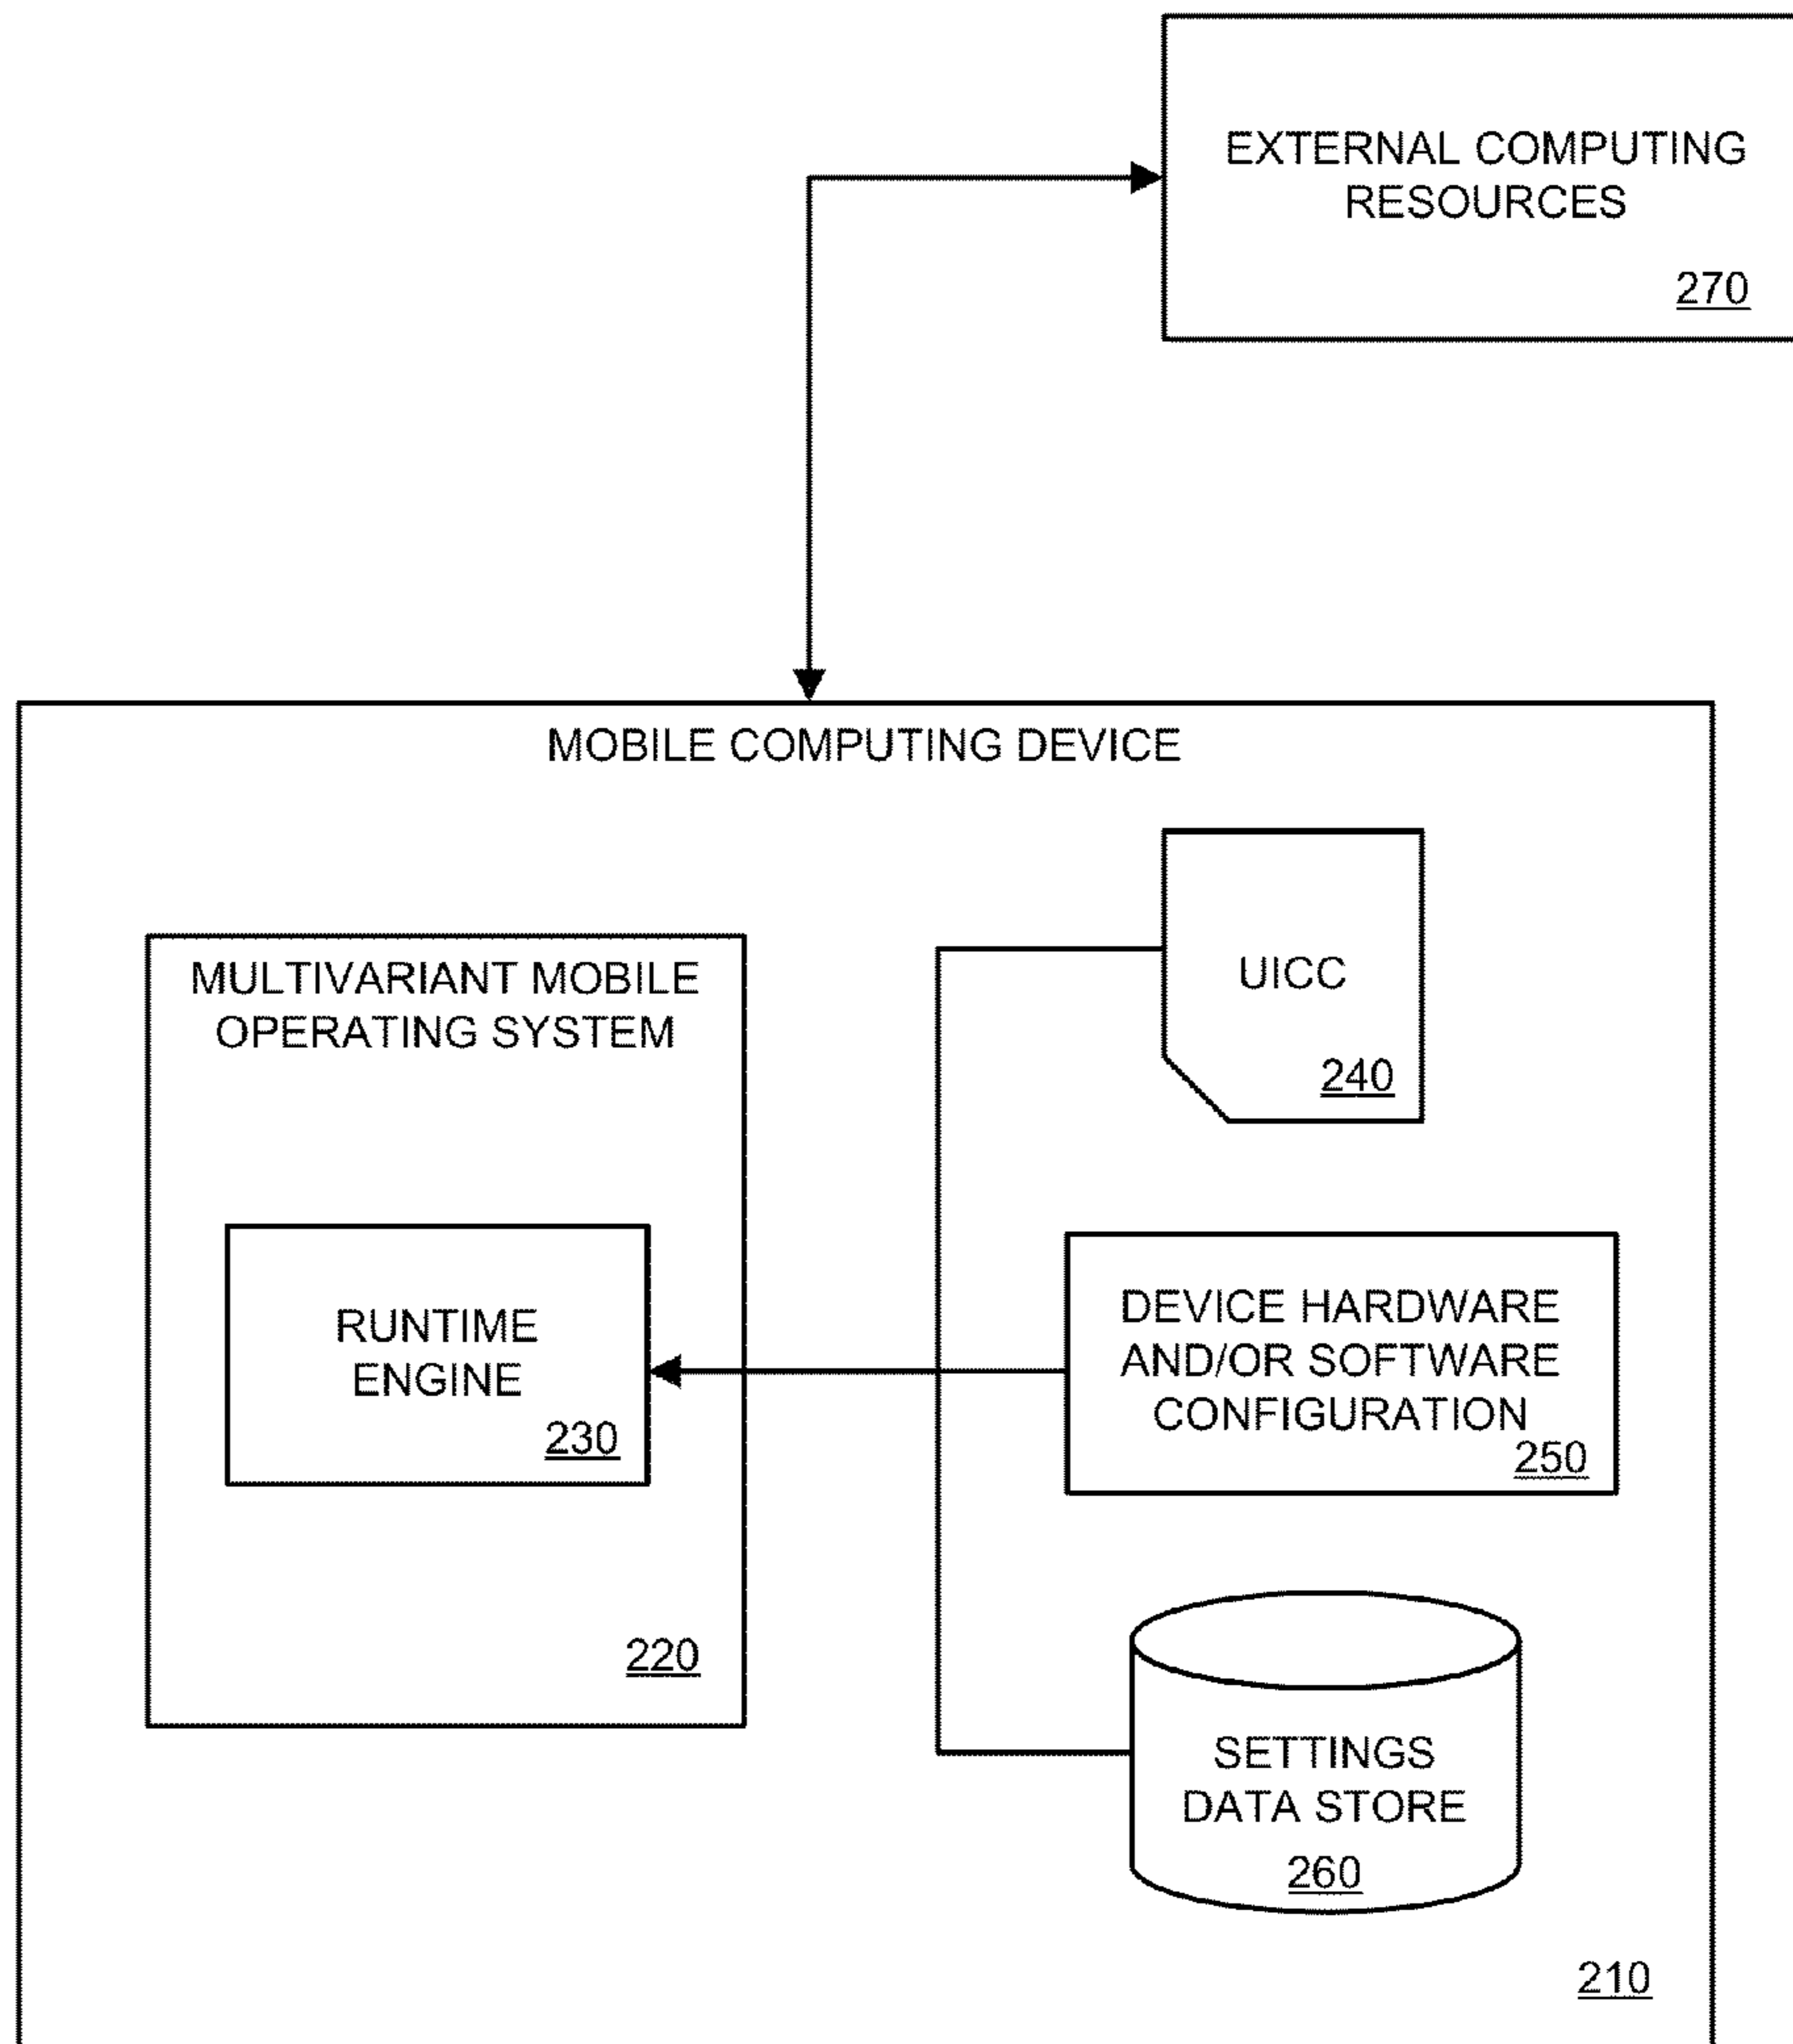 EXTERNAL COMPUTING
RESOURCES
270
MOBILE COMPUTING DEVICE
MULTIVARIANT MOBILE
OPERATING SYSTEM
RUNTIME
ENGINE
230
220
UICC
240
DEVICE HARDWARE
AND/OR SOFTWARE
CONFIGURATION
250
SETTINGS
DATA STORE
260
210